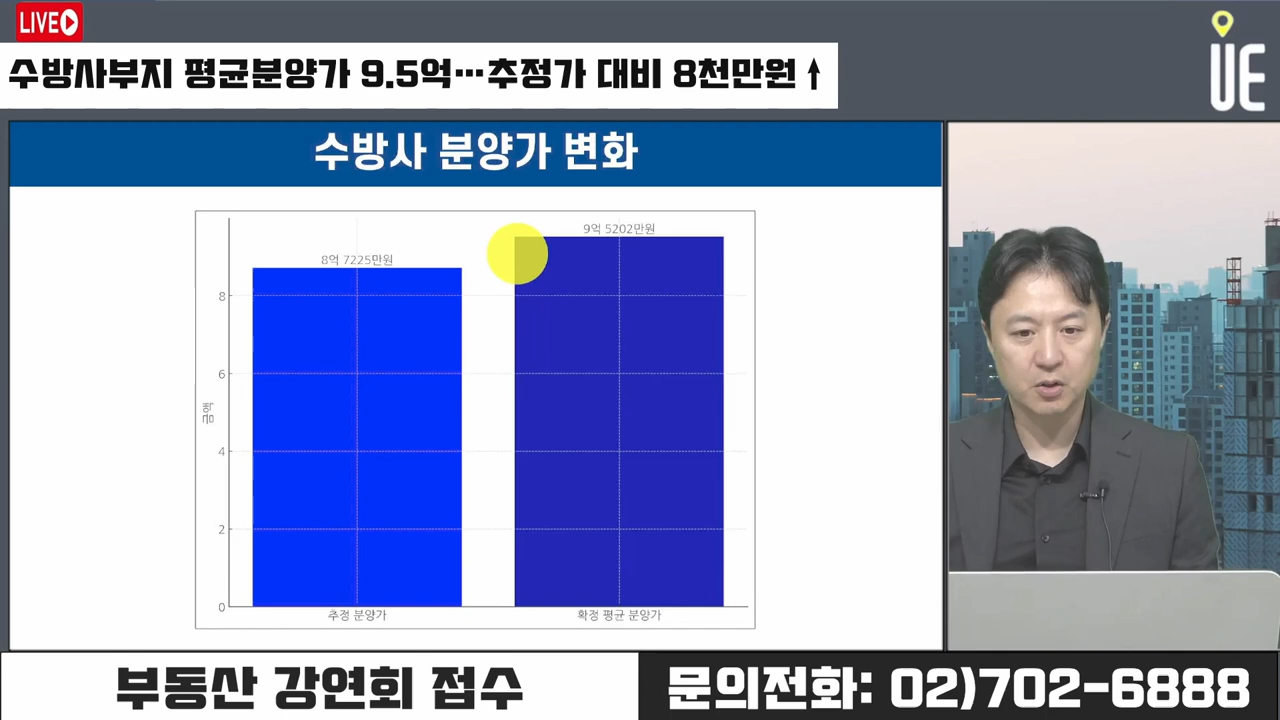 LIVE
수방사부지 평균분양가 9.5억…추정가 대비 8천만원↑
UE
수방사 분양가 변화
9억 5202만원
8억 7225만원
8
6
금액
4
2
0
추정 분양가
확정 평균 분양가
부동산 강연회 접수
문의전화: 02)702-6888